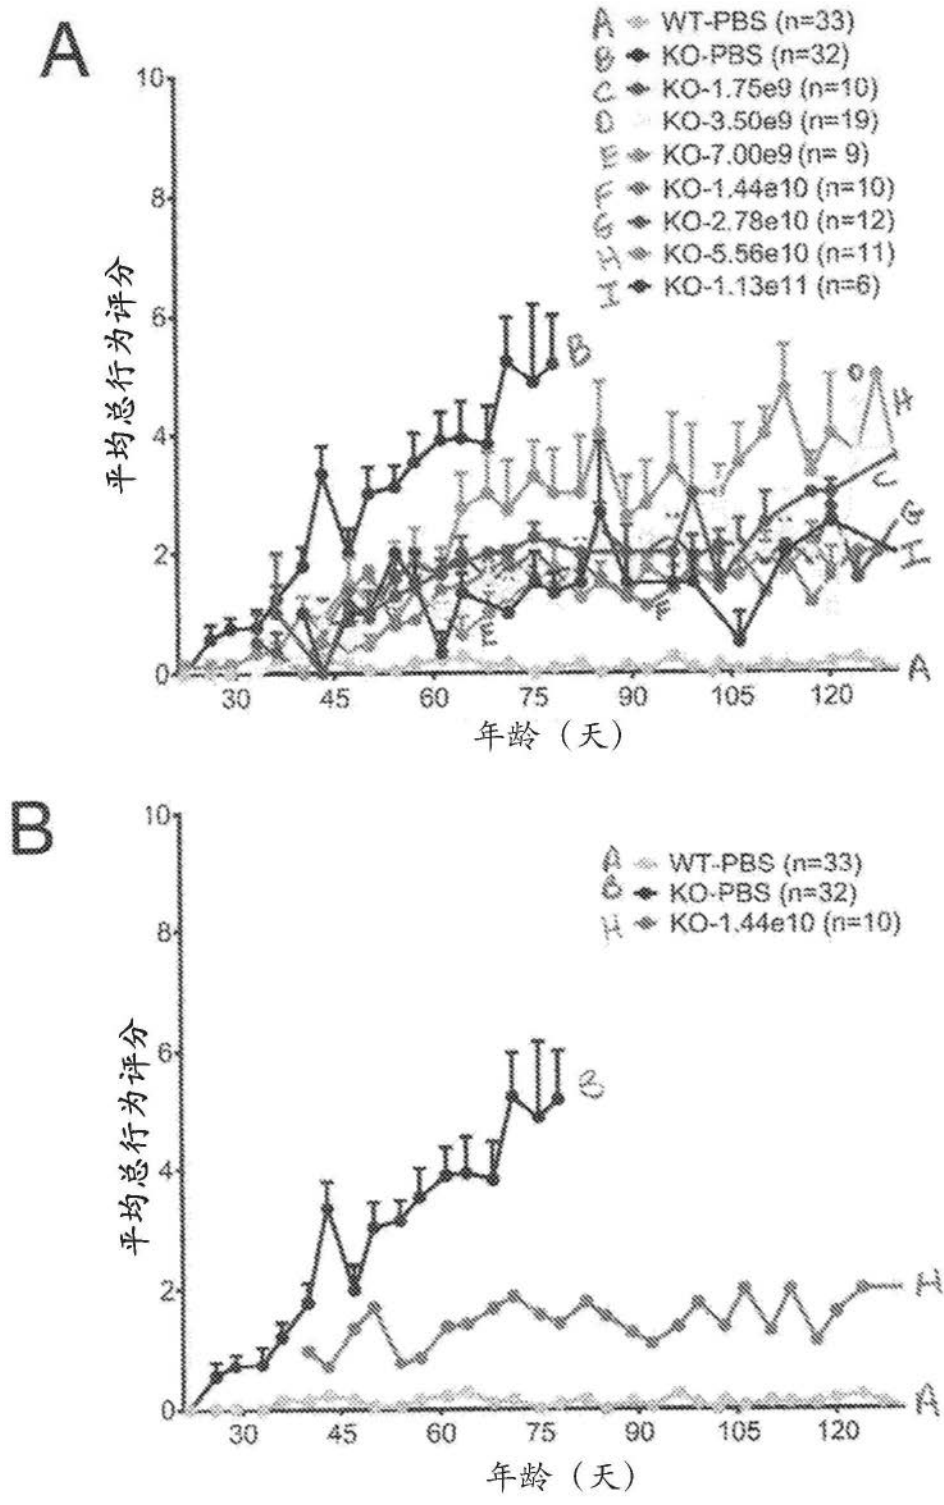 A
A WT-PBS (n=33)
B KO-PBS (n=32)
C KO-1.75e9 (n=10)
D KO-3.50e9 (n=19)
E KO-7.00e9 (n= 9)
F KO-1.44e10 (n=10)
G KO-2.78e10 (n=12)
H KO-5.56e10 (n=11)
I KO-1.13e11 (n=6)
10
8
6
4
2
0
平均总行为评分
B
D
H
C
G
I
F
E
A
30 45 60 75 90 105 120
年龄（天）
B
A WT-PBS (n=33)
B KO-PBS (n=32)
H KO-1.44e10 (n=10)
10
8
6
4
2
0
平均总行为评分
B
H
A
30 45 60 75 90 105 120
年龄（天）